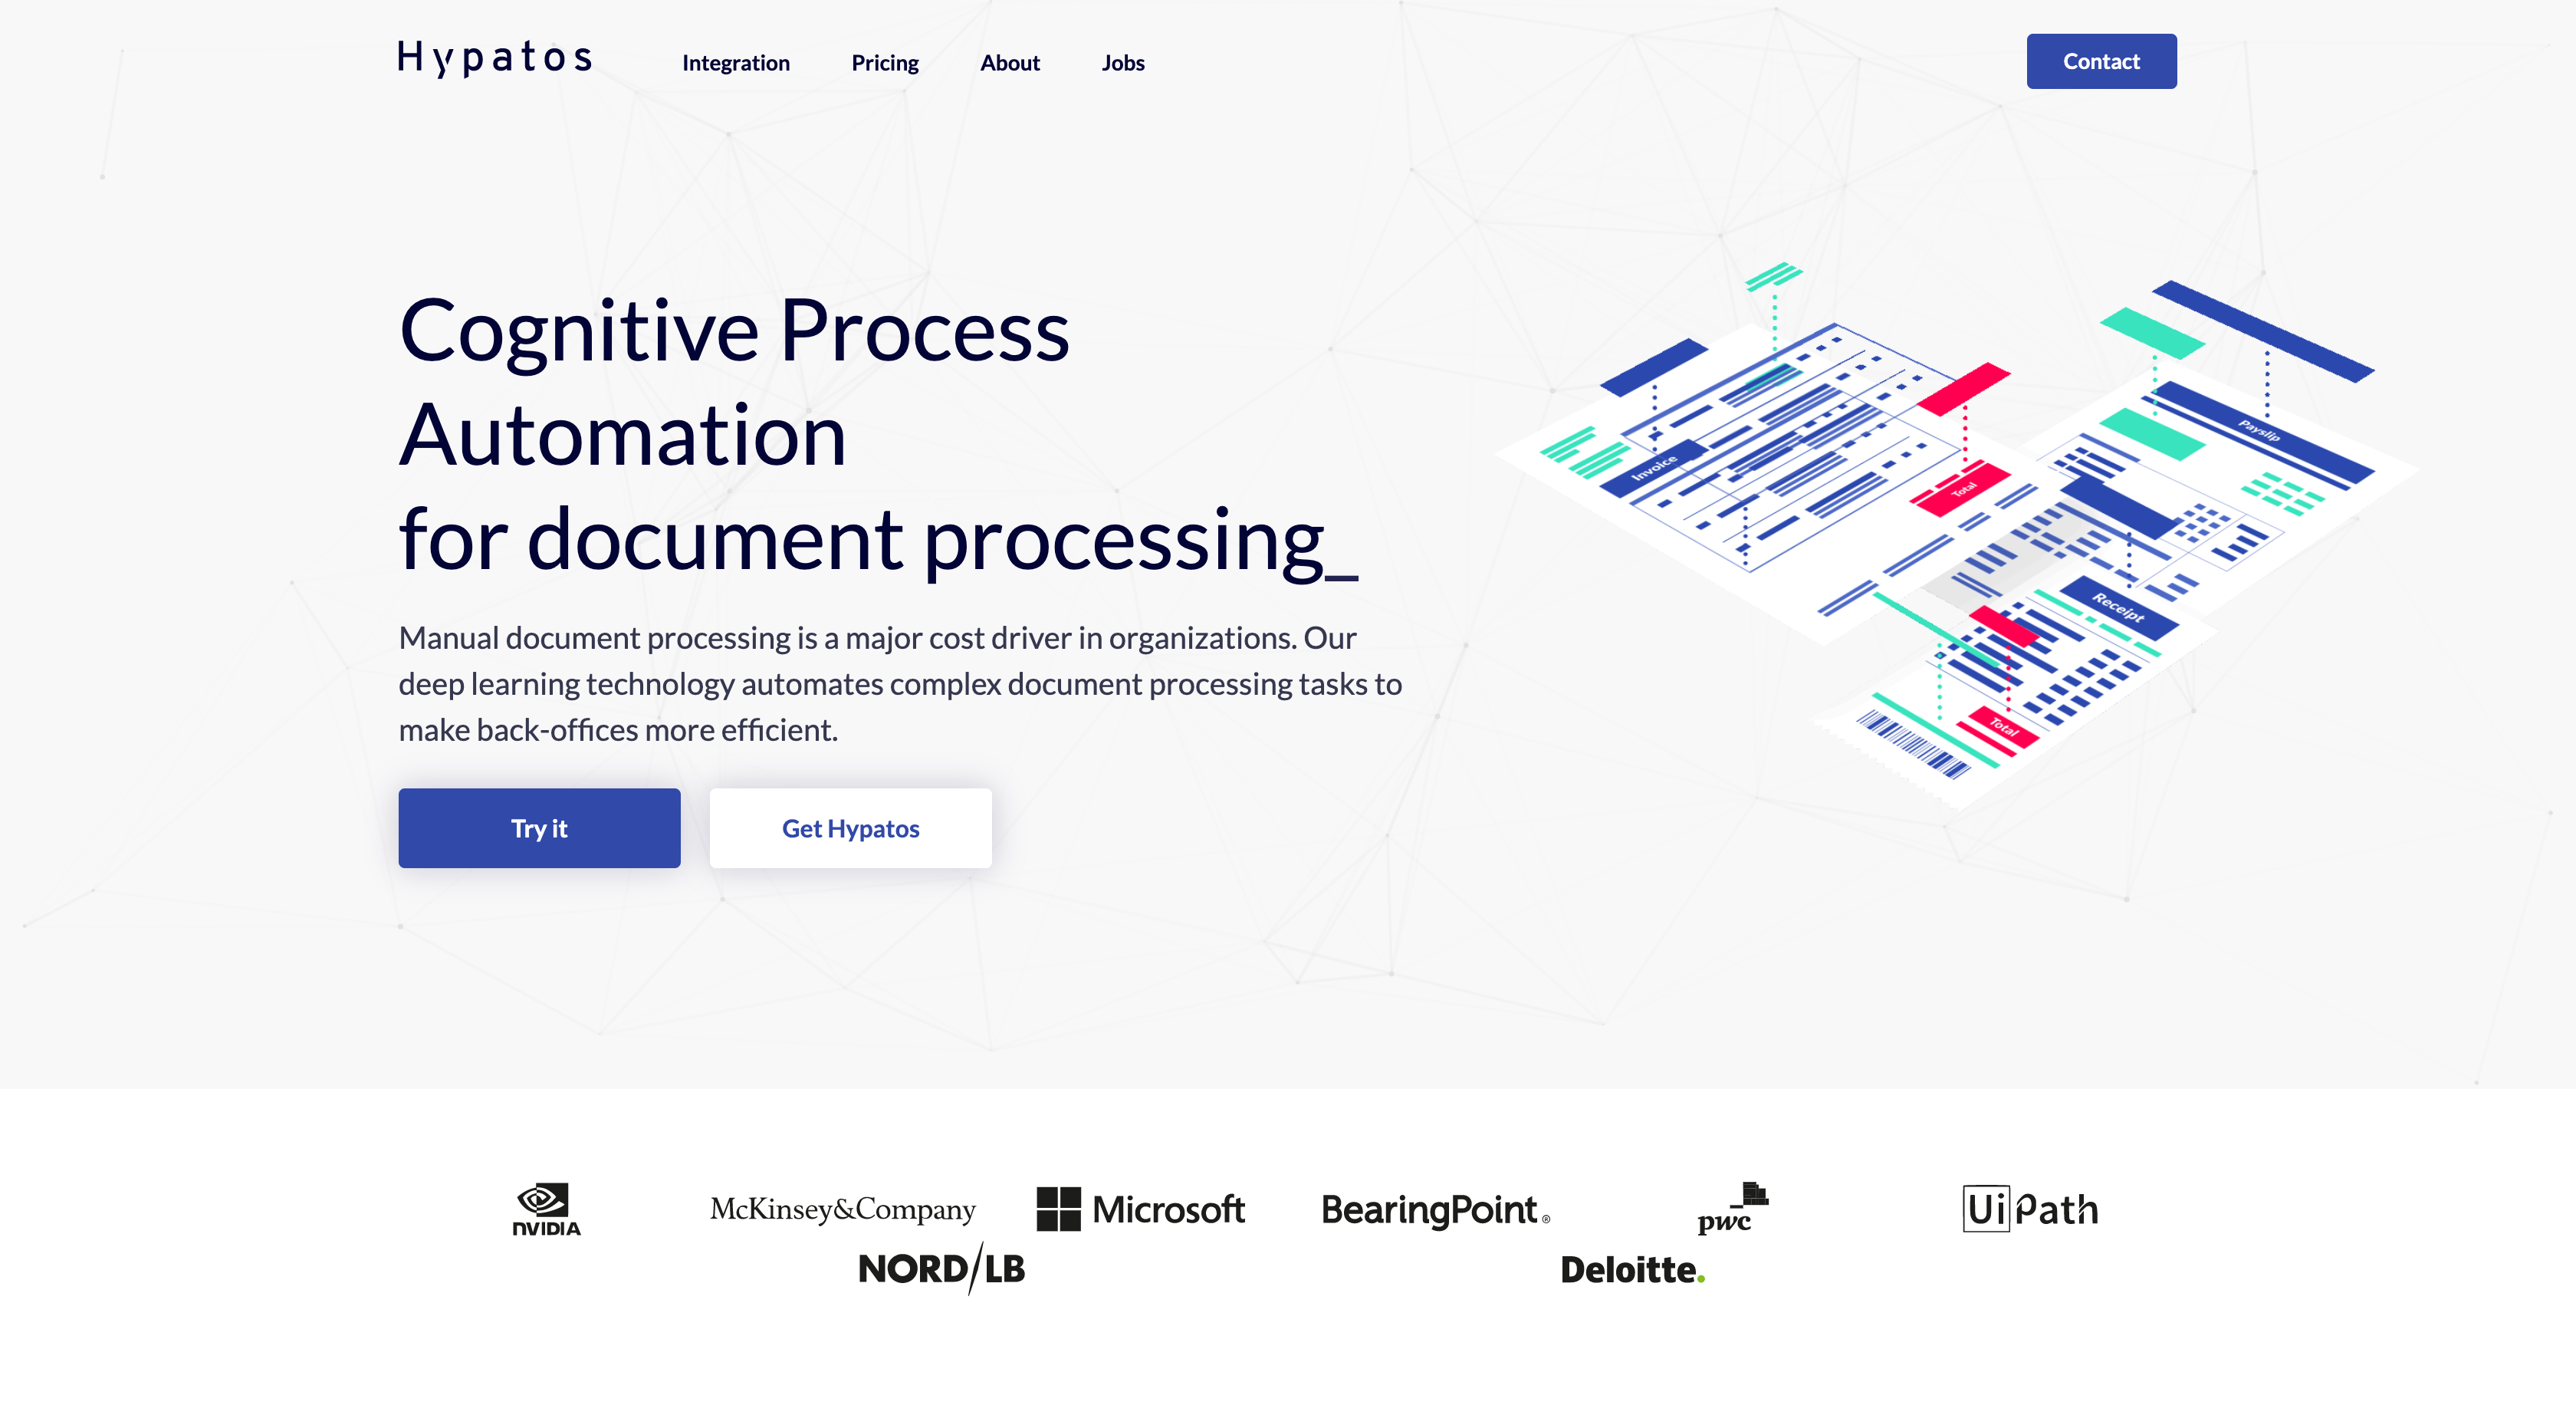 Hypatos
Integration
Pricing
About
Jobs
Contact
Cognitive Process
Automation
for document processing_
Manual document processing is a major cost driver in organizations. Our
deep learning technology automates complex document processing tasks to
make back-offices more efficient.
Try it
Get Hypatos
Invoice
Total
Payslip
Receipt
Total
NVIDIA
McKinsey&Company
Microsoft
BearingPoint®
pwc
UiPath
NORD/LB
Deloitte.